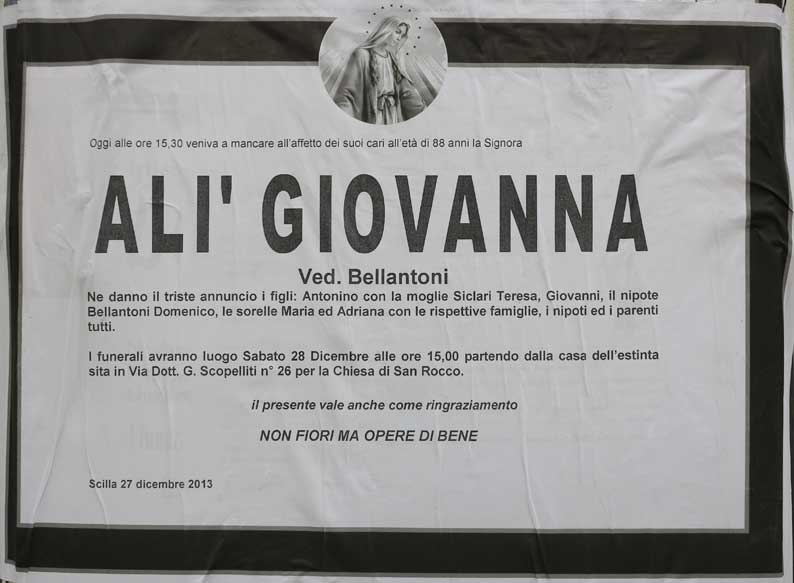 Oggi alle ore 15,30 veniva a mancare all'affetto dei suoi cari all'età di 88 anni la Signora
ALI' GIOVANNA
Ved. Bellantoni
Ne danno il triste annuncio i figli: Antonino con la moglie Siclari Teresa, Giovanni, il nipote
Bellantoni Domenico, le sorelle Maria ed Adriana con le rispettive famiglie, i nipoti ed i parenti
tutti.
I funerali avranno luogo Sabato 28 Dicembre alle ore 15,00 partendo dalla casa dell'estinta
sita in Via Dott. G. Scopelliti n° 26 per la Chiesa di San Rocco.
il presente vale anche come ringraziamento
NON FIORI MA OPERE DI BENE
Scilla 27 dicembre 2013